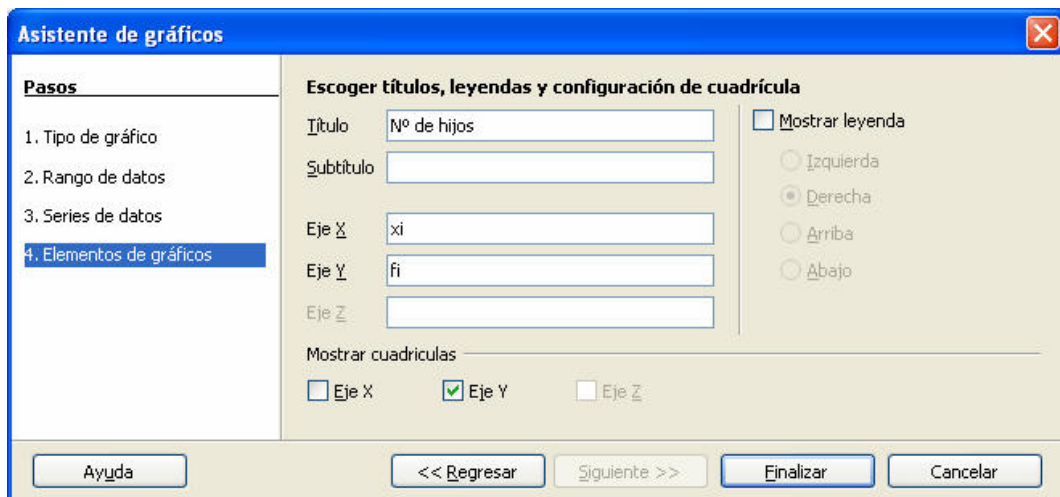 Asistente de gráficos
Pasos
1. Tipo de gráfico
2. Rango de datos
3. Series de datos
4. Elementos de gráficos
Escoger títulos, leyendas y configuración de cuadrícula
Título Nº de hijos
Subtítulo
Eje X xi
Eje Y fi
Eje Z
Mostrar leyenda
Izquierda
Derecha
Arriba
Abajo
Mostrar cuadriculas
Eje X Eje Y Eje Z
Ayuda << Regresar Siguiente >> Finalizar Cancelar